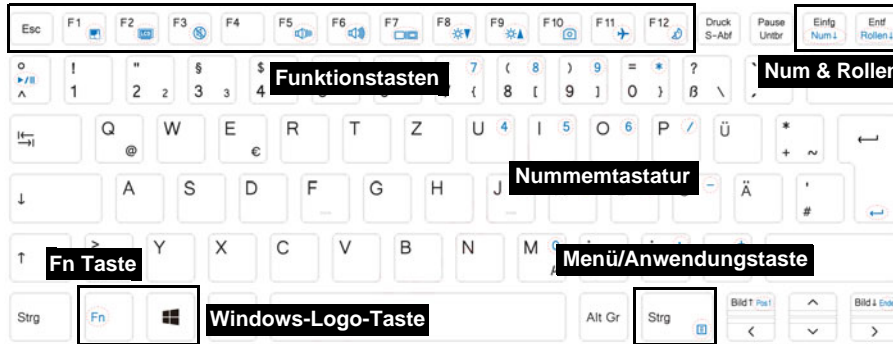 Esc F1 F2 F3 F4 F5 F6 F7 F8 F9 F10 F11 F12 Druck S-Abf Pause Untbr Einfg Num↓ Entf Rollen↓
° ^ ! 1 " 2 2 § 3 3 $ 4 Funktionstasten 7 { ( 8 8 [ ) 9 9 ] = * 0 } ? ß \ Num & Rollen
Q @ W E € R T Z U 4 I 5 O 6 P / Ü * + ~
A S D F G H J Nummemtastatur - Ä ' #
Fn Taste Y X C V B N M Menü/Anwendungstaste
Strg Fn Windows-Logo-Taste Alt Gr Strg Bild↑ Pos1 Bild↓ Ende